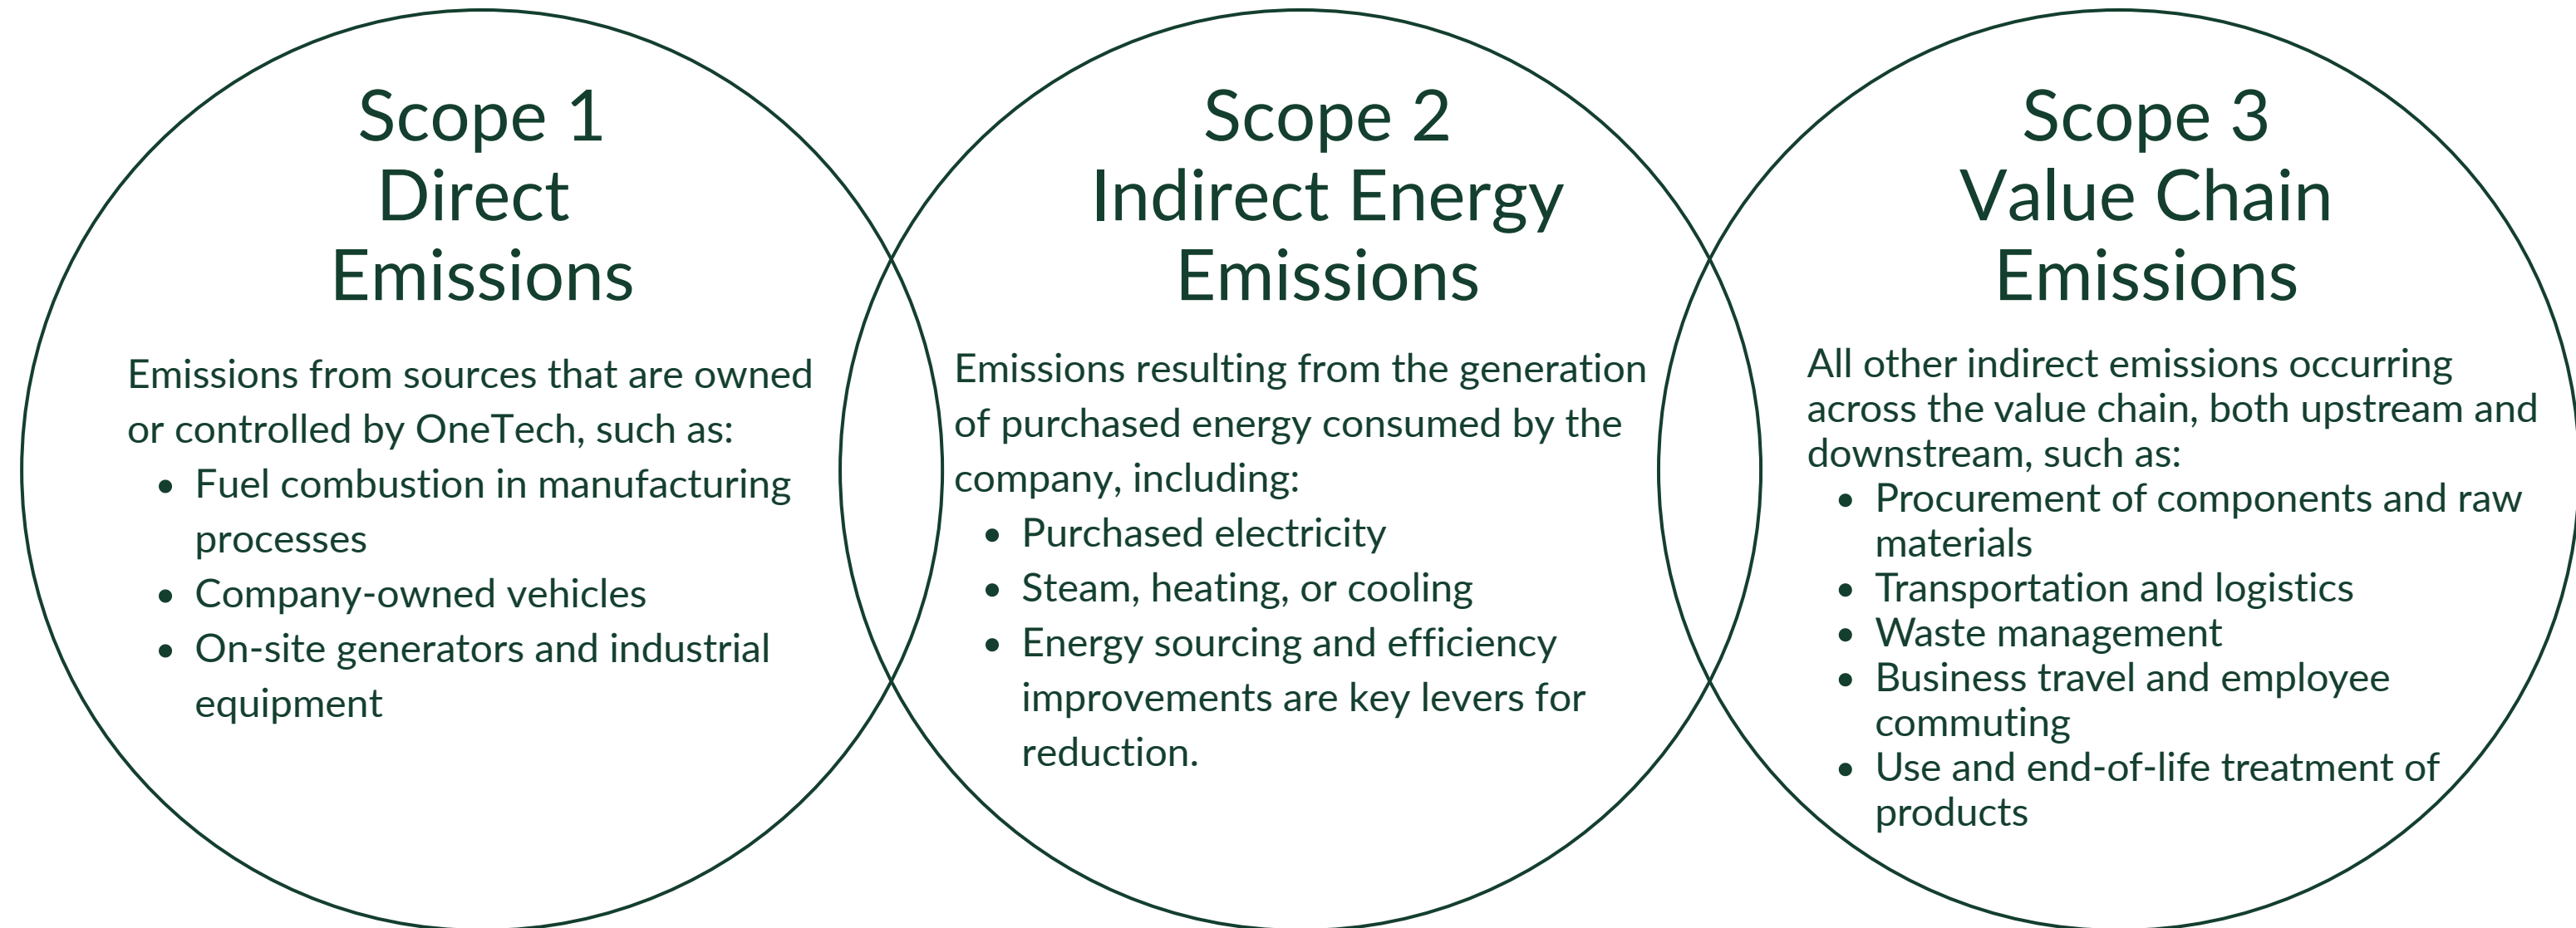 Scope 1
Direct
Emissions
Emissions from sources that are owned
or controlled by OneTech, such as:
• Fuel combustion in manufacturing
processes
• Company-owned vehicles
• On-site generators and industrial
equipment
Scope 2
Indirect Energy
Emissions
Emissions resulting from the generation
of purchased energy consumed by the
company, including:
• Purchased electricity
• Steam, heating, or cooling
• Energy sourcing and efficiency
improvements are key levers for
reduction.
Scope 3
Value Chain
Emissions
All other indirect emissions occurring
across the value chain, both upstream and
downstream, such as:
• Procurement of components and raw
materials
• Transportation and logistics
• Waste management
• Business travel and employee
commuting
• Use and end-of-life treatment of
products